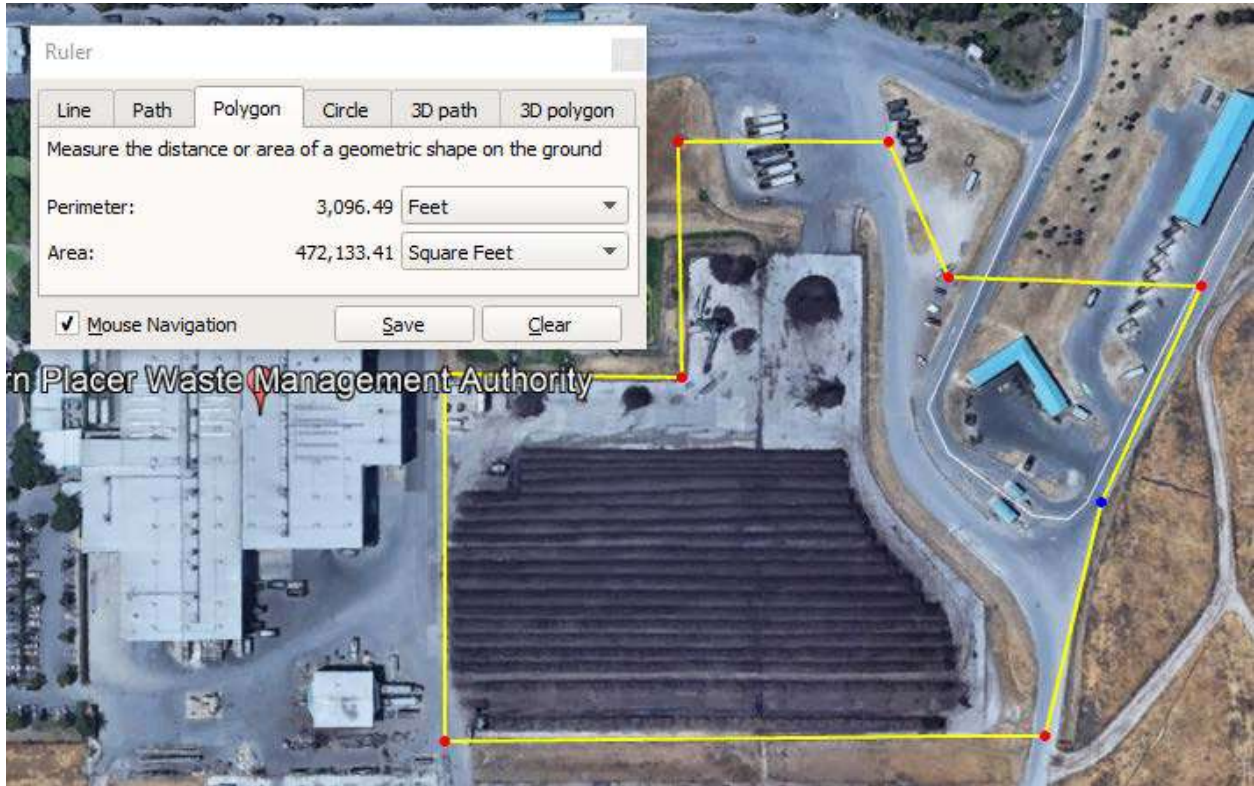 Ruler
Line Path Polygon Circle 3D path 3D polygon
Measure the distance or area of a geometric shape on the ground
Perimeter: 3,096.49 Feet
Area: 472,133.41 Square Feet
Mouse Navigation Save Clear
rn Placer Waste Management Authority